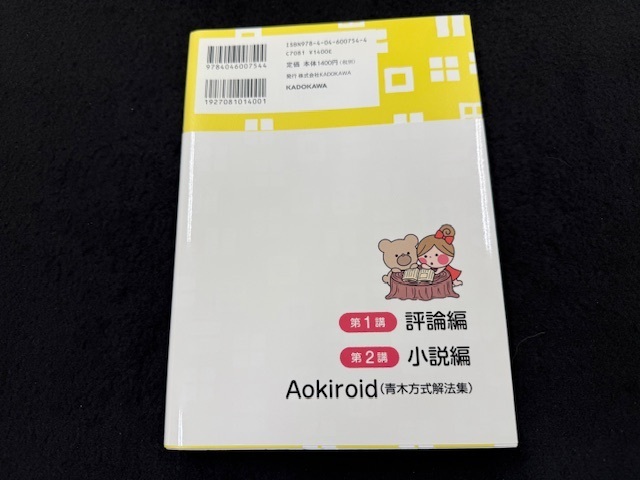 ISBN978-4-04-600754-4
C7081 ¥1400E
定価 本体1400円(税別)
発行 株式会社KADOKAWA
KADOKAWA
9784046007544
1927081014001
第1講 評論編
第2講 小説編
Aokiroid(青木方式解法集)